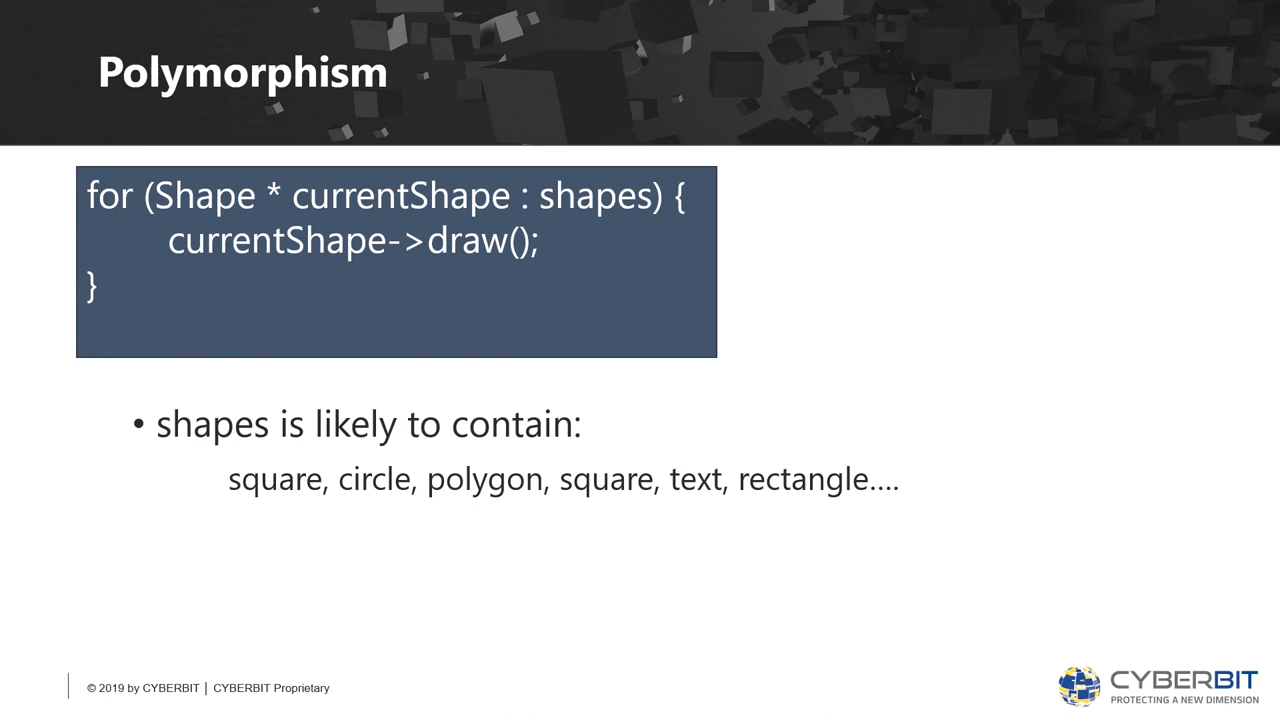 Polymorphism
for (Shape * currentShape : shapes) {
currentShape->draw();
}
• shapes is likely to contain:
square, circle, polygon, square, text, rectangle....
© 2019 by CYBERBIT | CYBERBIT Proprietary
CYBERBIT
PROTECTING A NEW DIMENSION